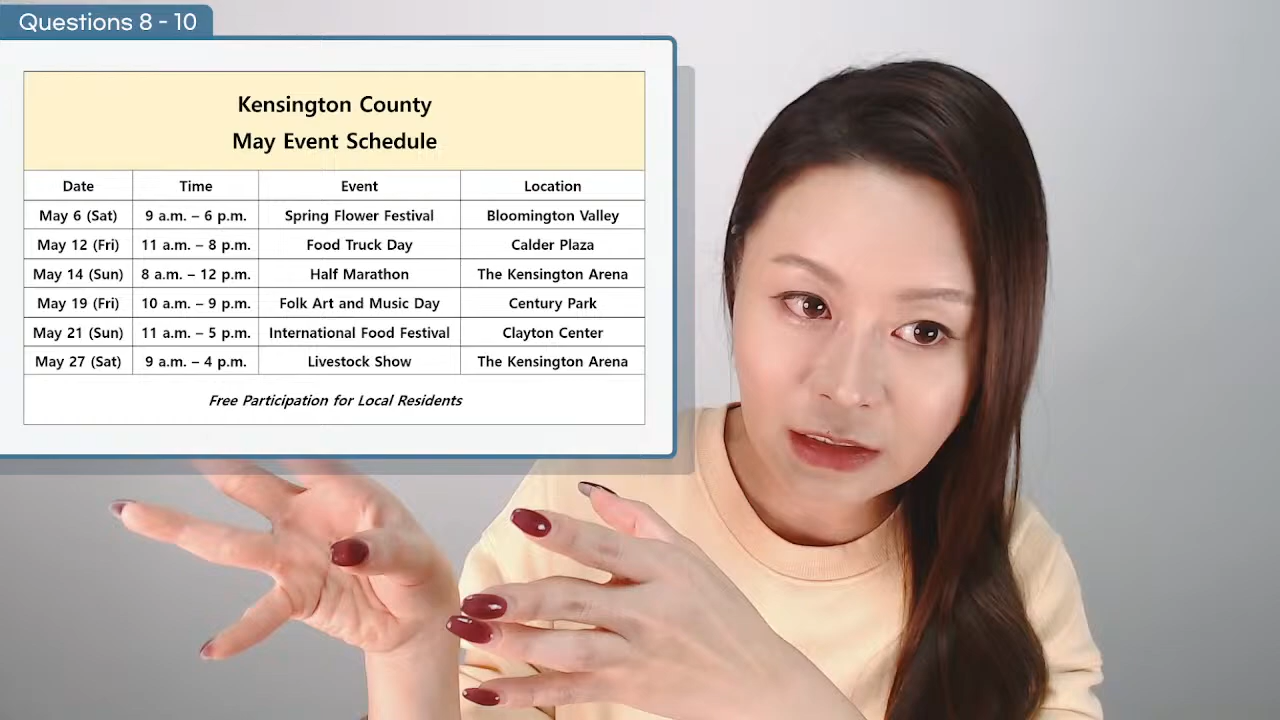 Questions 8 - 10
Kensington County
May Event Schedule
Date Time Event Location
May 6 (Sat) 9 a.m. – 6 p.m. Spring Flower Festival Bloomington Valley
May 12 (Fri) 11 a.m. – 8 p.m. Food Truck Day Calder Plaza
May 14 (Sun) 8 a.m. – 12 p.m. Half Marathon The Kensington Arena
May 19 (Fri) 10 a.m. – 9 p.m. Folk Art and Music Day Century Park
May 21 (Sun) 11 a.m. – 5 p.m. International Food Festival Clayton Center
May 27 (Sat) 9 a.m. – 4 p.m. Livestock Show The Kensington Arena
Free Participation for Local Residents